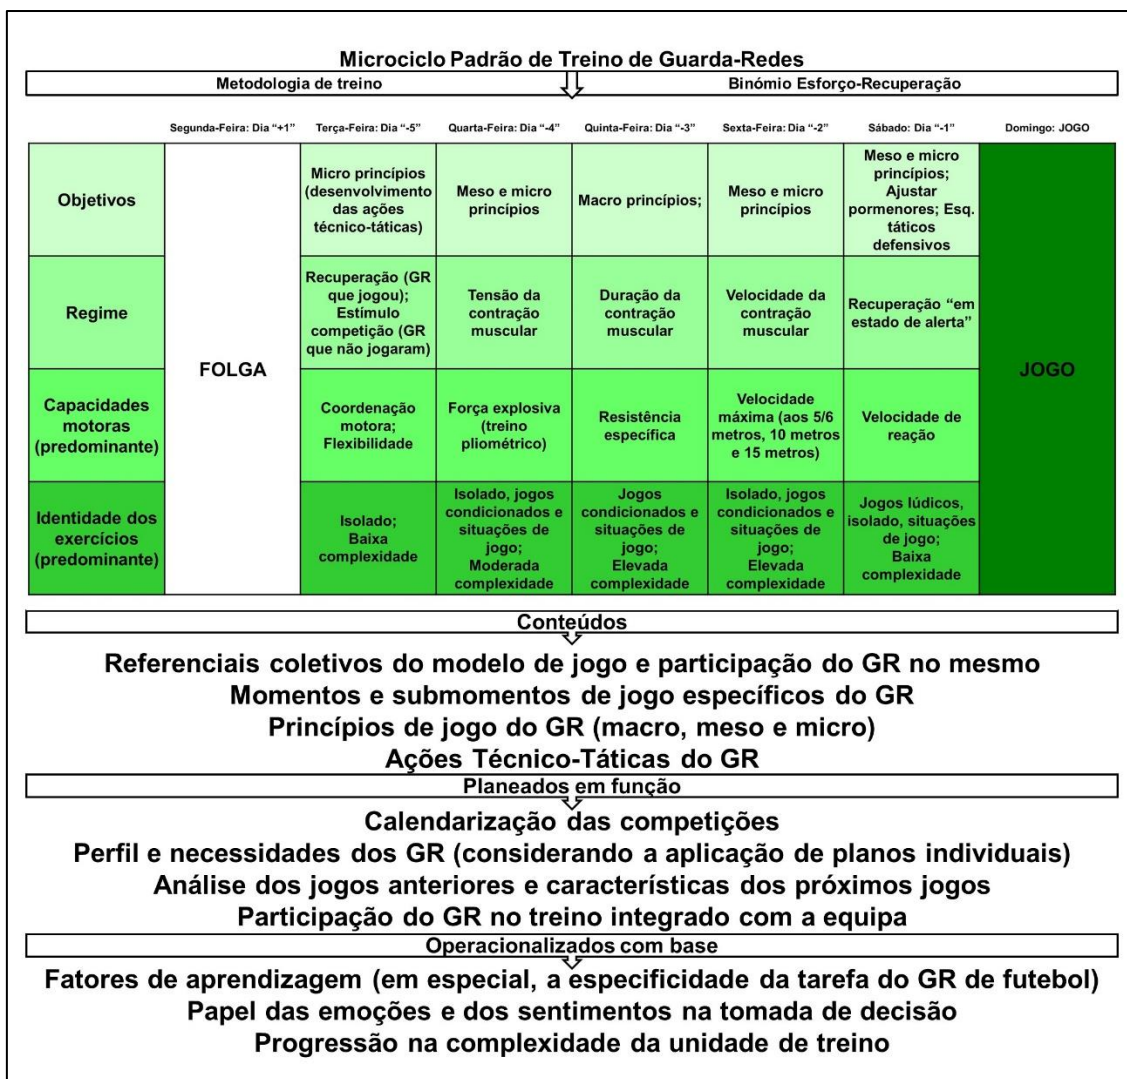 Microciclo Padrão de Treino de Guarda-Redes
Metodologia de treino
Binómio Esforço-Recuperação
Segunda-Feira: Dia “+1”
Terça-Feira: Dia “-5”
Quarta-Feira: Dia “-4”
Quinta-Feira: Dia “-3”
Sexta-Feira: Dia “-2”
Sábado: Dia “-1”
Domingo: JOGO
Objetivos
FOLGA
Micro princípios
(desenvolvimento
das ações
técnico-táticas)
Meso e micro
princípios
Macro princípios;
Meso e micro
princípios
Meso e micro
princípios;
Ajustar
pormenores; Esq.
táticos
defensivos
JOGO
Regime
Recuperação (GR
que jogou);
Estímulo
competição (GR
que não jogaram)
Tensão da
contração
muscular
Duração da
contração
muscular
Velocidade da
contração
muscular
Recuperação “em
estado de alerta”
Capacidades
motoras
(predominante)
Coordenação
motora;
Flexibilidade
Força explosiva
(treino
pliométrico)
Resistência
específica
Velocidade
máxima (aos 5/6
metros, 10 metros
e 15 metros)
Velocidade de
reação
Identidade dos
exercícios
(predominante)
Isolado;
Baixa
complexidade
Isolado, jogos
condicionados e
situações de
jogo;
Moderada
complexidade
Jogos
condicionados e
situações de
jogo;
Elevada
complexidade
Isolado, jogos
condicionados e
situações de
jogo;
Elevada
complexidade
Jogos lúdicos,
isolado, situações
de jogo;
Baixa
complexidade
Conteúdos
Referenciais coletivos do modelo de jogo e participação do GR no mesmo
Momentos e submomentos de jogo específicos do GR
Princípios de jogo do GR (macro, meso e micro)
Ações Técnico-Táticas do GR
Planeados em função
Calendarização das competições
Perfil e necessidades dos GR (considerando a aplicação de planos individuais)
Análise dos jogos anteriores e características dos próximos jogos
Participação do GR no treino integrado com a equipa
Operacionalizados com base
Fatores de aprendizagem (em especial, a especificidade da tarefa do GR de futebol)
Papel das emoções e dos sentimentos na tomada de decisão
Progressão na complexidade da unidade de treino